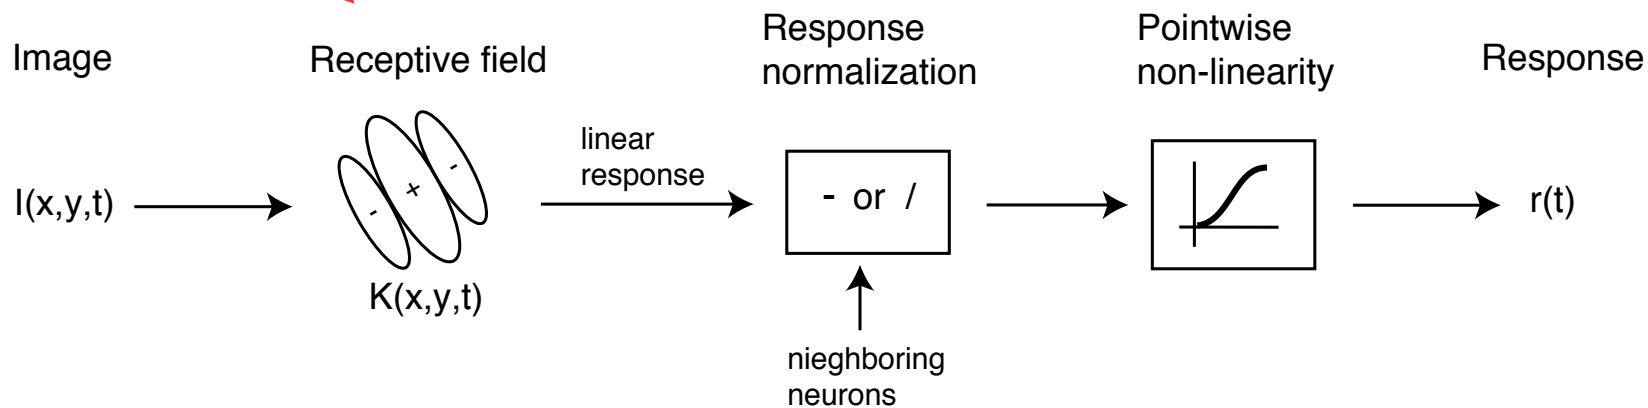 Image
Receptive field
Response
normalization
Pointwise
non-linearity
Response
I(x,y,t)
-
+
-
K(x,y,t)
linear
response
- or /
nieghboring
neurons
r(t)